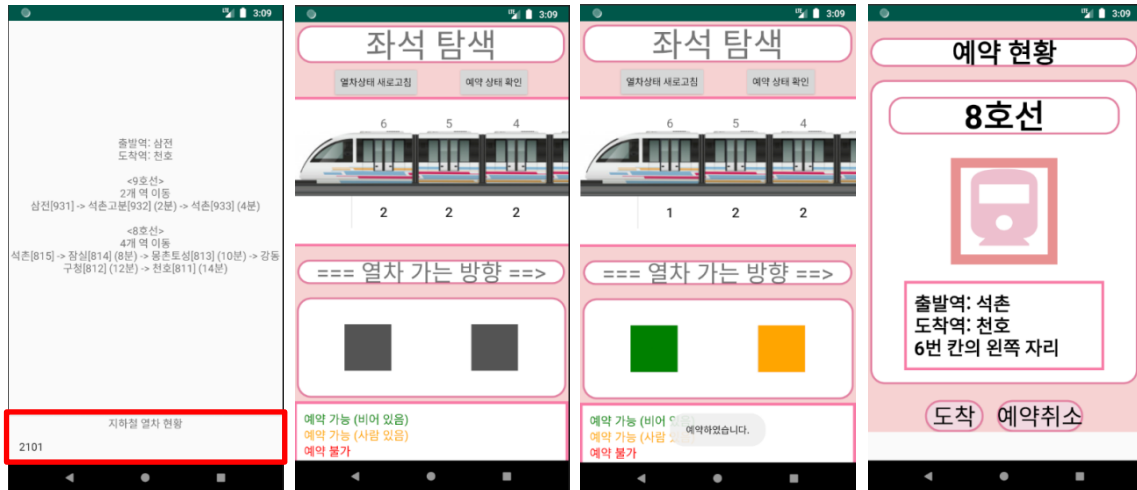 3:09
출발역: 삼전
도착역: 천호
<9호선>
2개 역 이동
삼전[931] -> 석촌고분[932] (2분) -> 석촌[933] (4분)
<8호선>
4개 역 이동
석촌[815] -> 잠실[814] (8분) -> 몽촌토성[813] (10분) -> 강동
구청[812] (12분) -> 천호[811] (14분)
지하철 열차 현황
2101
3:09
좌석 탐색
열차상태 새로고침
예약 상태 확인
6 5 4
2 2 2
=== 열차 가는 방향 ==>
예약 가능 (비어 있음)
예약 가능 (사람 있음)
예약 불가
3:09
좌석 탐색
열차상태 새로고침
예약 상태 확인
6 5 4
1 2 2
=== 열차 가는 방향 ==>
예약 가능 (비어
예약 가능 (사람
예약 불가
예약하였습니다.
3:09
예약 현황
8호선
출발역: 석촌
도착역: 천호
6번 칸의 왼쪽 자리
도착 예약취소